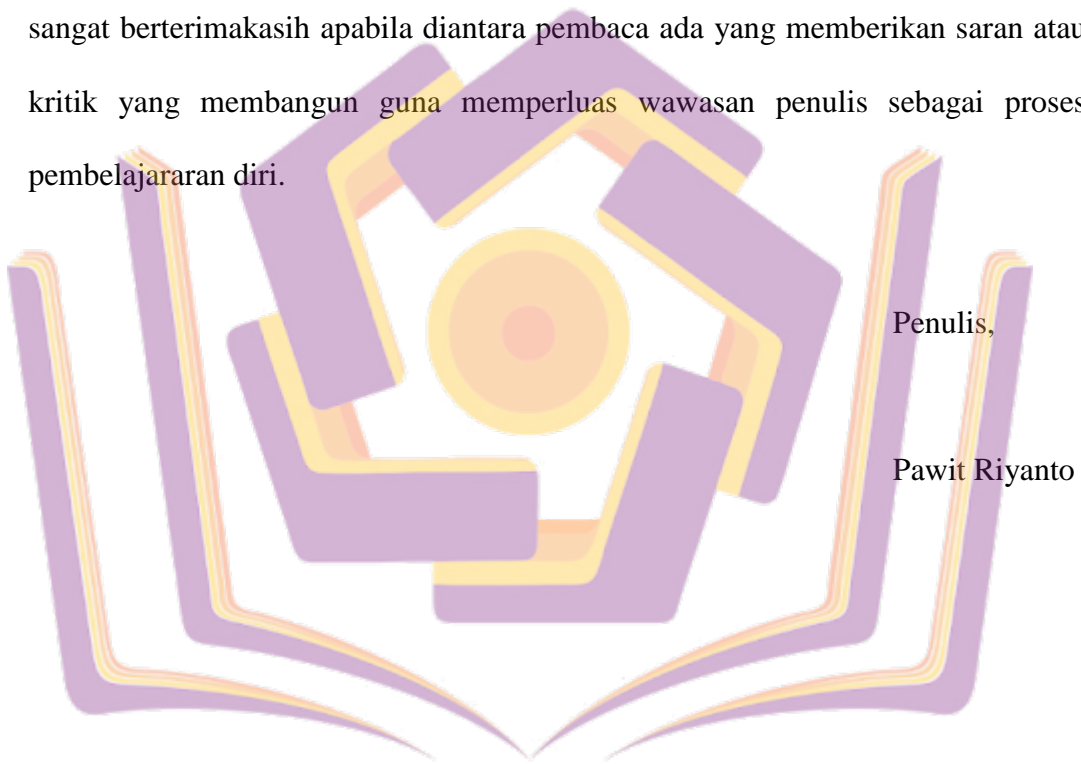 sangat berterimakasih apabila diantara pembaca ada yang memberikan saran atau
kritik yang membangun guna memperluas wawasan penulis sebagai proses
pembelajararan diri.
Penulis,
Pawit Riyanto